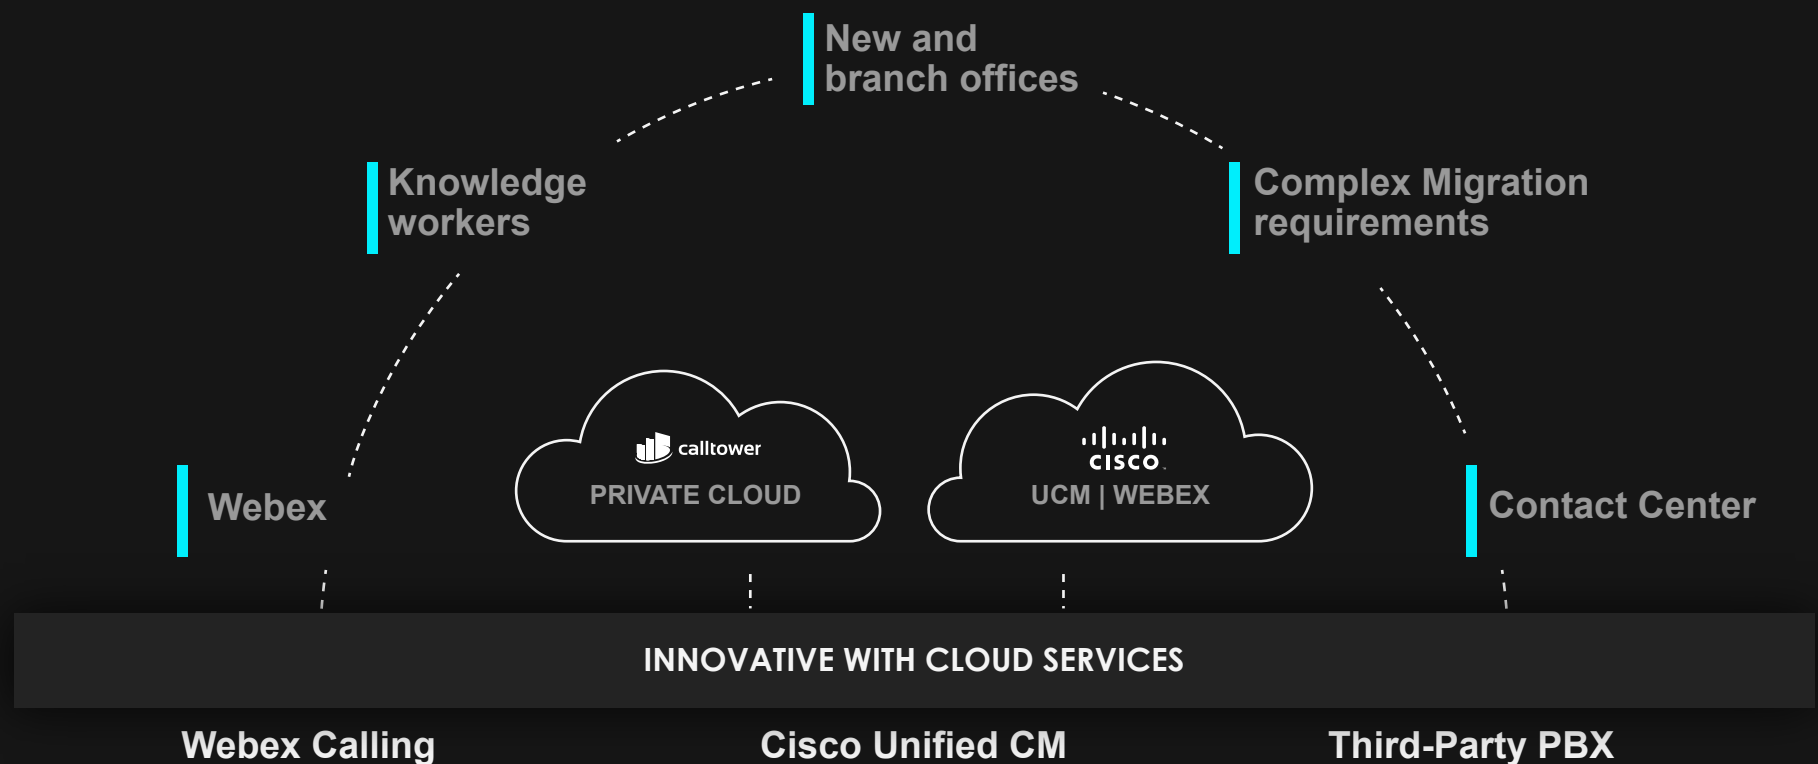 New and
branch offices
Knowledge
workers
Complex Migration
requirements
calltower
PRIVATE CLOUD
CISCO
UCM | WEBEX
Webex
Contact Center
INNOVATIVE WITH CLOUD SERVICES
Webex Calling
Cisco Unified CM
Third-Party PBX